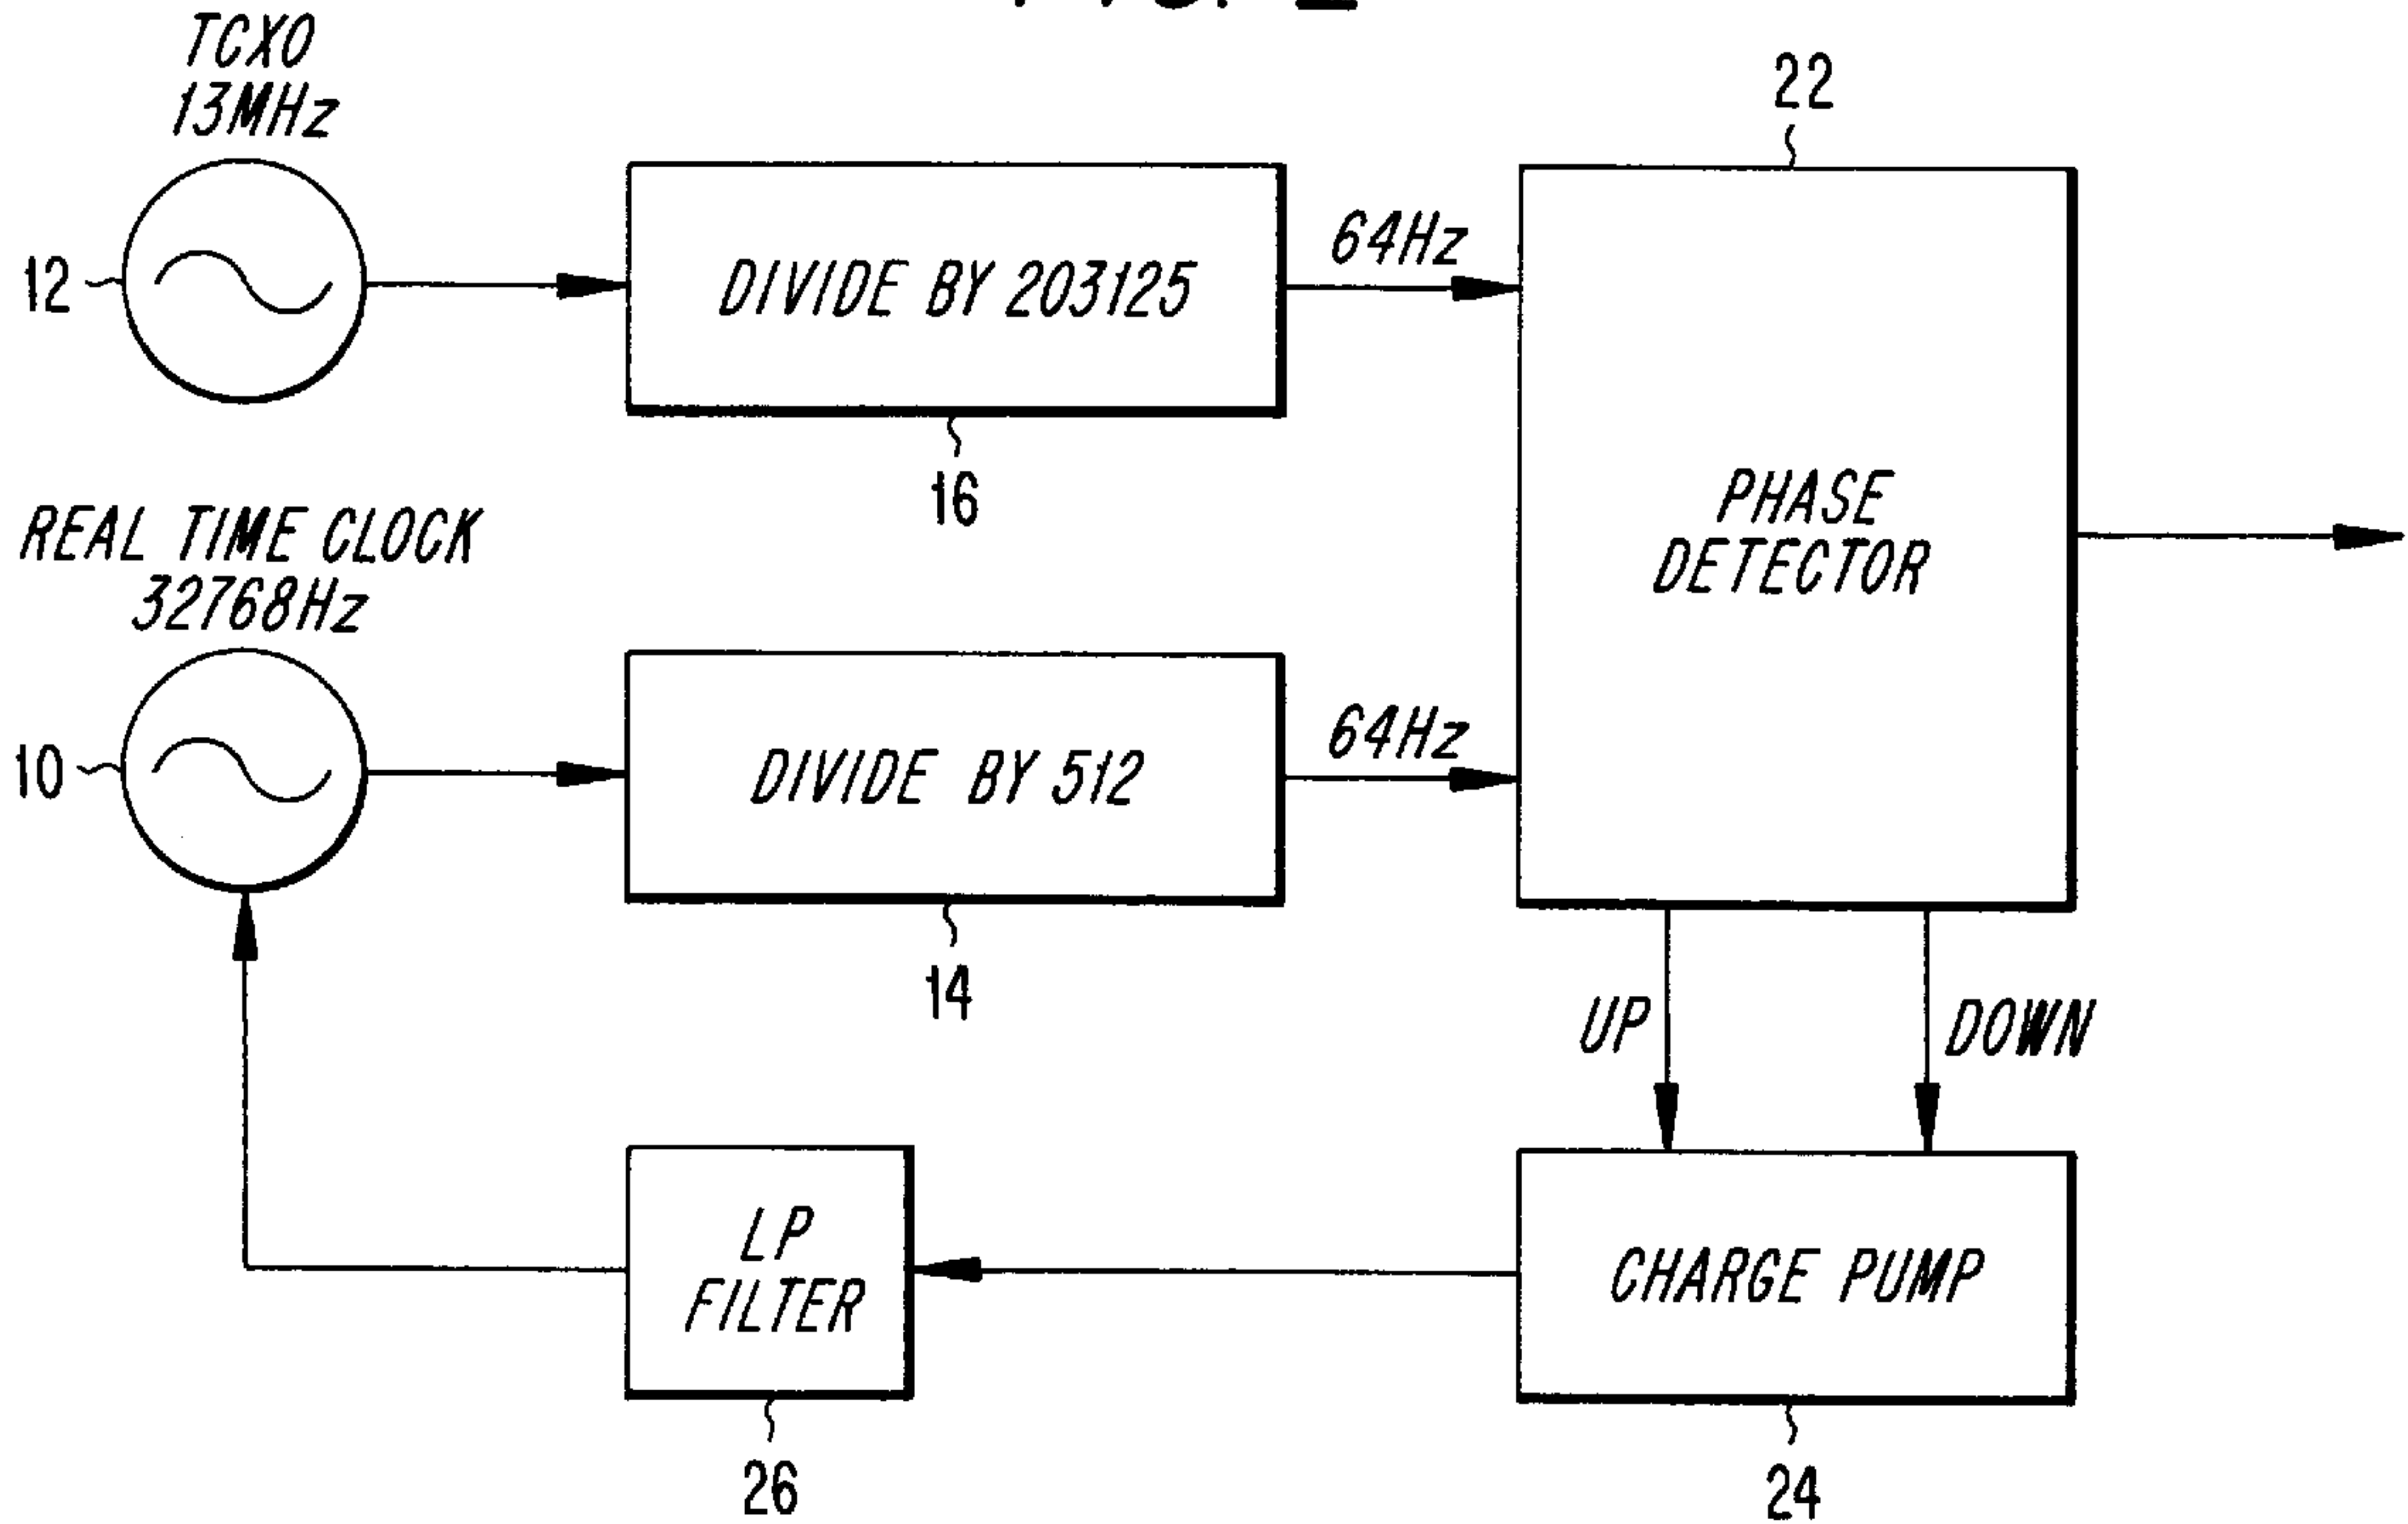 TCXO
13MHz
22
12
DIVIDE BY 203125
64Hz
16
PHASE
DETECTOR
REAL TIME CLOCK
32768Hz
10
DIVIDE BY 512
64Hz
14
UP
DOWN
LP
FILTER
CHARGE PUMP
26
24